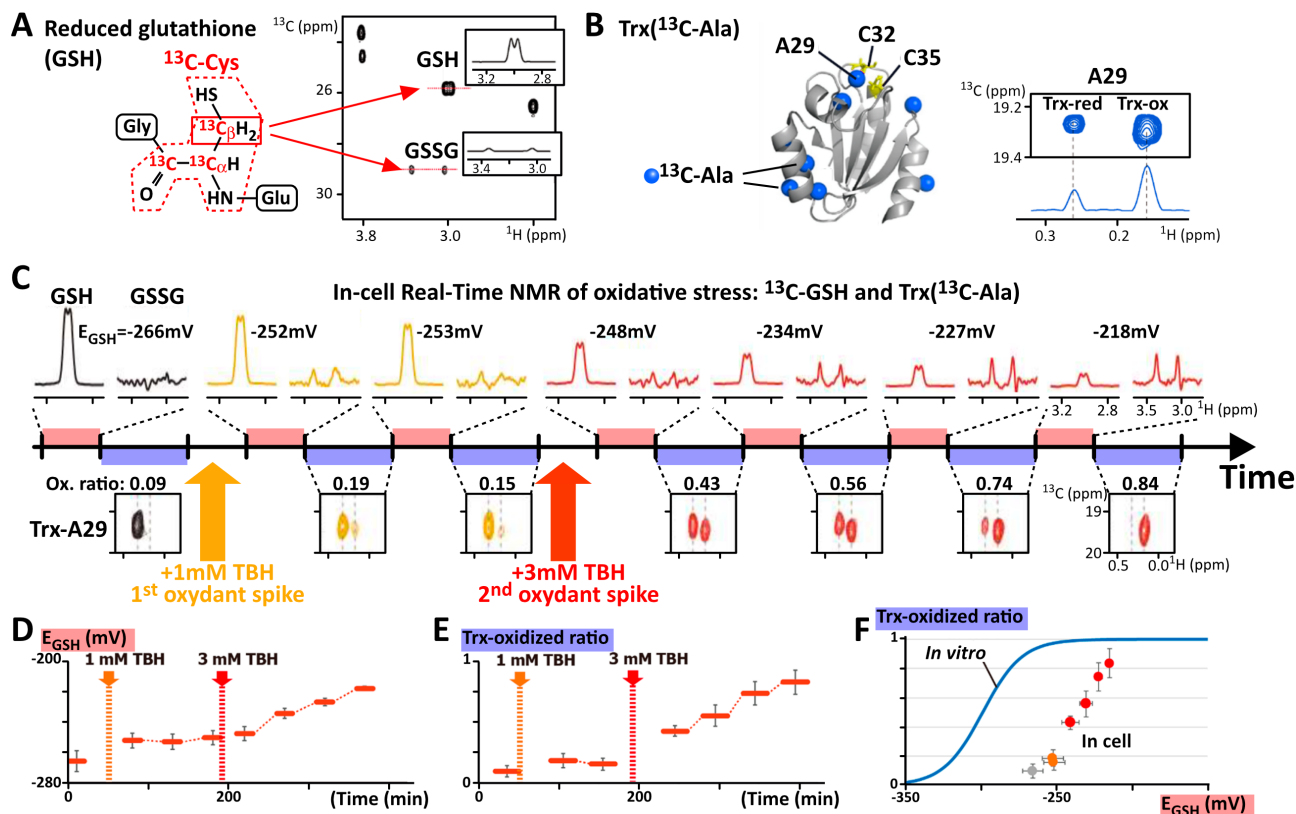 A Reduced glutathione
(GSH)
13C-Cys
HS
Gly
13CβH2
13C
13CαH
O
HN
Glu
13C (ppm)
26
30
GSH
3.2 2.8
GSSG
3.4 3.0
3.8 3.0 1H (ppm)
B Trx(13C-Ala)
A29
C32
C35
13C-Ala
A29
13C (ppm)
19.2
19.4
Trx-red Trx-ox
0.3 0.2 1H (ppm)
C In-cell Real-Time NMR of oxidative stress: 13C-GSH and Trx(13C-Ala)
GSH GSSG
EGSH=-266mV -252mV -253mV -248mV -234mV -227mV -218mV
3.2 2.8 3.5 3.0 1H (ppm)
Time
Ox. ratio: 0.09 0.19 0.15 0.43 0.56 0.74 0.84
Trx-A29
13C (ppm)
19
20
0.5 0.0 1H (ppm)
+1mM TBH
1st oxydant spike
+3mM TBH
2nd oxydant spike
D EGSH (mV)
-200
1 mM TBH 3 mM TBH
-280
0 200 (Time (min)
E Trx-oxidized ratio
1
1 mM TBH 3 mM TBH
0
0 200 (Time (min)
F Trx-oxidized ratio
1
In vitro
In cell
0
-350 -250
EGSH (mV)